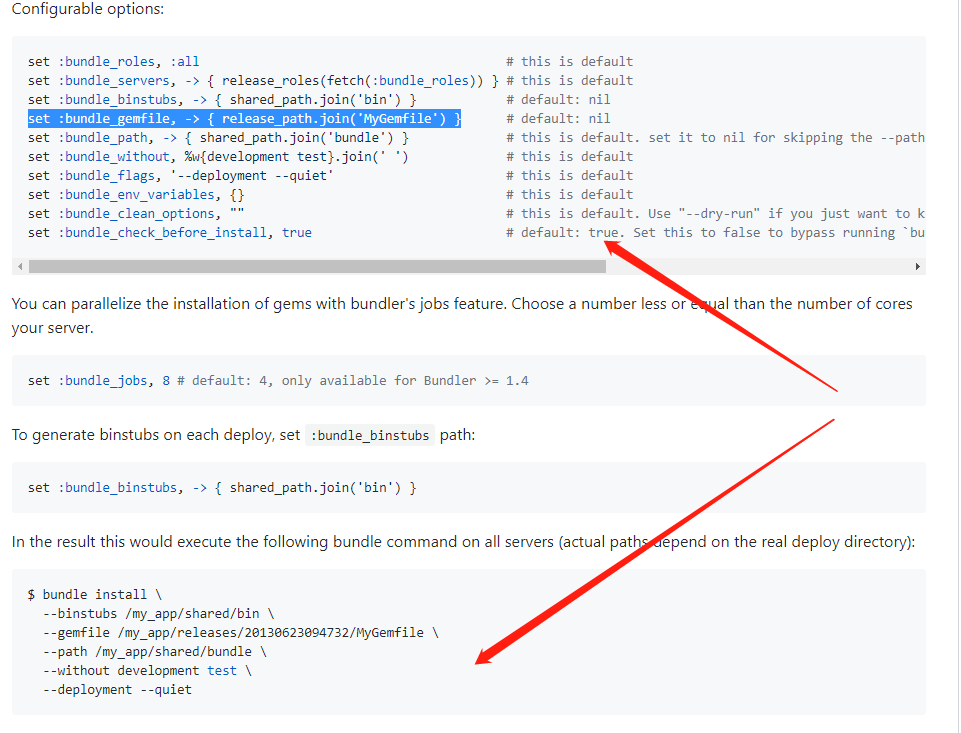 Configurable options:
set :bundle_roles, :all # this is default
set :bundle_servers, -> { release_roles(fetch(:bundle_roles)) } # this is default
set :bundle_binstubs, -> { shared_path.join('bin') } # default: nil
set :bundle_gemfile, -> { release_path.join('MyGemfile') } # default: nil
set :bundle_path, -> { shared_path.join('bundle') } # this is default. set it to nil for skipping the --path
set :bundle_without, %w{development test}.join(' ') # this is default
set :bundle_flags, '--deployment --quiet' # this is default
set :bundle_env_variables, {} # this is default
set :bundle_clean_options, "" # this is default. Use "--dry-run" if you just want to k
set :bundle_check_before_install, true # default: true. Set this to false to bypass running `bu
You can parallelize the installation of gems with bundler's jobs feature. Choose a number less or equal than the number of cores
your server.
set :bundle_jobs, 8 # default: 4, only available for Bundler >= 1.4
To generate binstubs on each deploy, set :bundle_binstubs path:
set :bundle_binstubs, -> { shared_path.join('bin') }
In the result this would execute the following bundle command on all servers (actual paths depend on the real deploy directory):
$ bundle install \
--binstubs /my_app/shared/bin \
--gemfile /my_app/releases/20130623094732/MyGemfile \
--path /my_app/shared/bundle \
--without development test \
--deployment --quiet